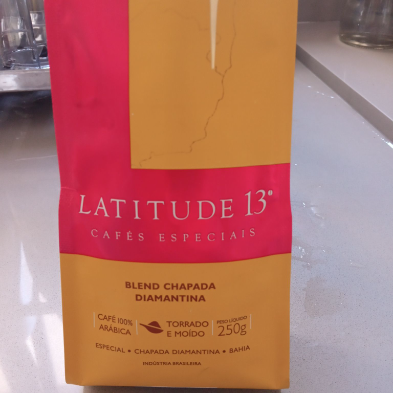 LATITUDE 13°
CAFÉS ESPECIAIS
BLEND CHAPADA
DIAMANTINA
CAFÉ 100%
ARÁBICA
TORRADO
E MOÍDO
PESO LÍQUIDO
250g
ESPECIAL • CHAPADA DIAMANTINA • BAHIA
INDÚSTRIA BRASILEIRA